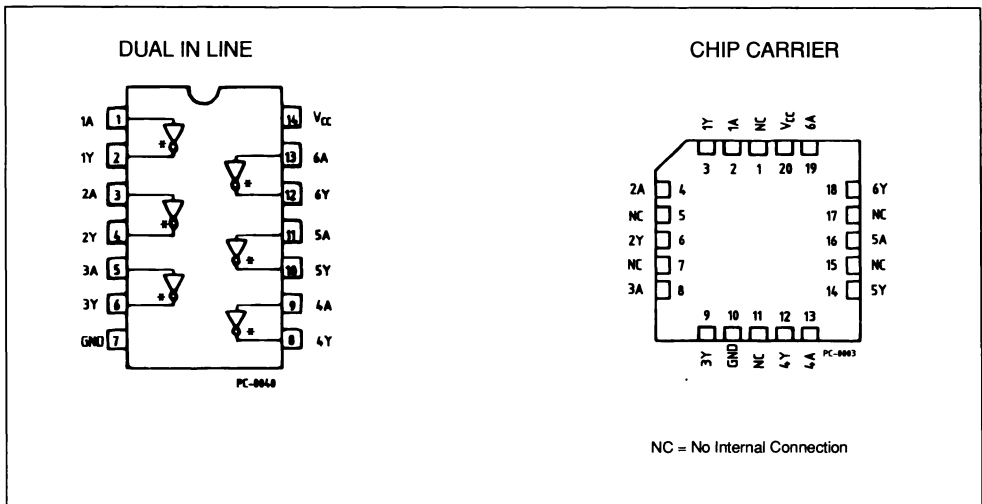 DUAL IN LINE
1A 1 14 VCC
* 13 6A
1Y 2
* 12 6Y
2A 3
* 11 5A
2Y 4
* 10 5Y
3A 5
* 9 4A
3Y 6
* 8 4Y
GND 7
PC-0040
CHIP CARRIER
1Y 1A NC VCC 6A
3 2 1 20 19
2A 4 18 6Y
NC 5 17 NC
2Y 6 16 5A
NC 7 15 NC
3A 8 14 5Y
9 10 11 12 13
3Y GND NC 4Y 4A
PC-0003
NC = No Internal Connection